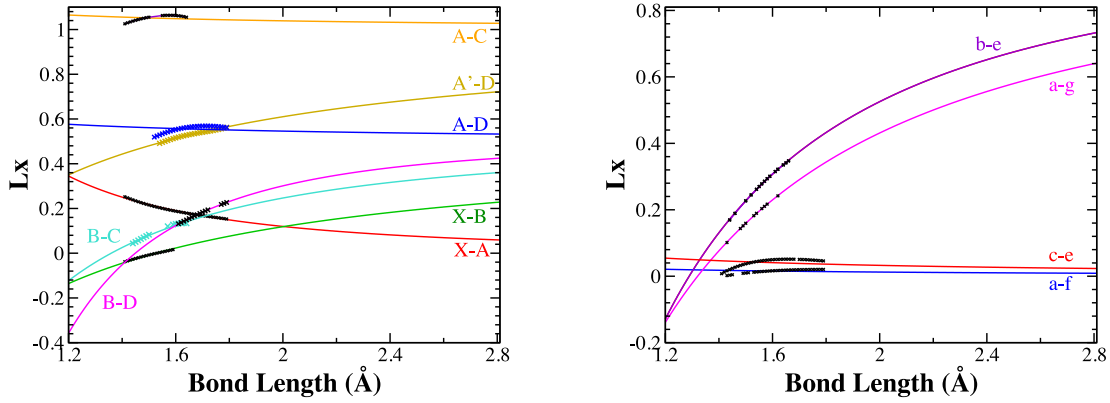 1
0.8
0.6
0.4
0.2
0
-0.2
-0.4
Lx
A-C
A'-D
A-D
B-C
X-B
X-A
B-D
1.2 1.6 2 2.4 2.8
Bond Length (Å)
0.8
0.6
0.4
0.2
0
-0.2
Lx
b-e
a-g
c-e
a-f
1.2 1.6 2 2.4 2.8
Bond Length (Å)